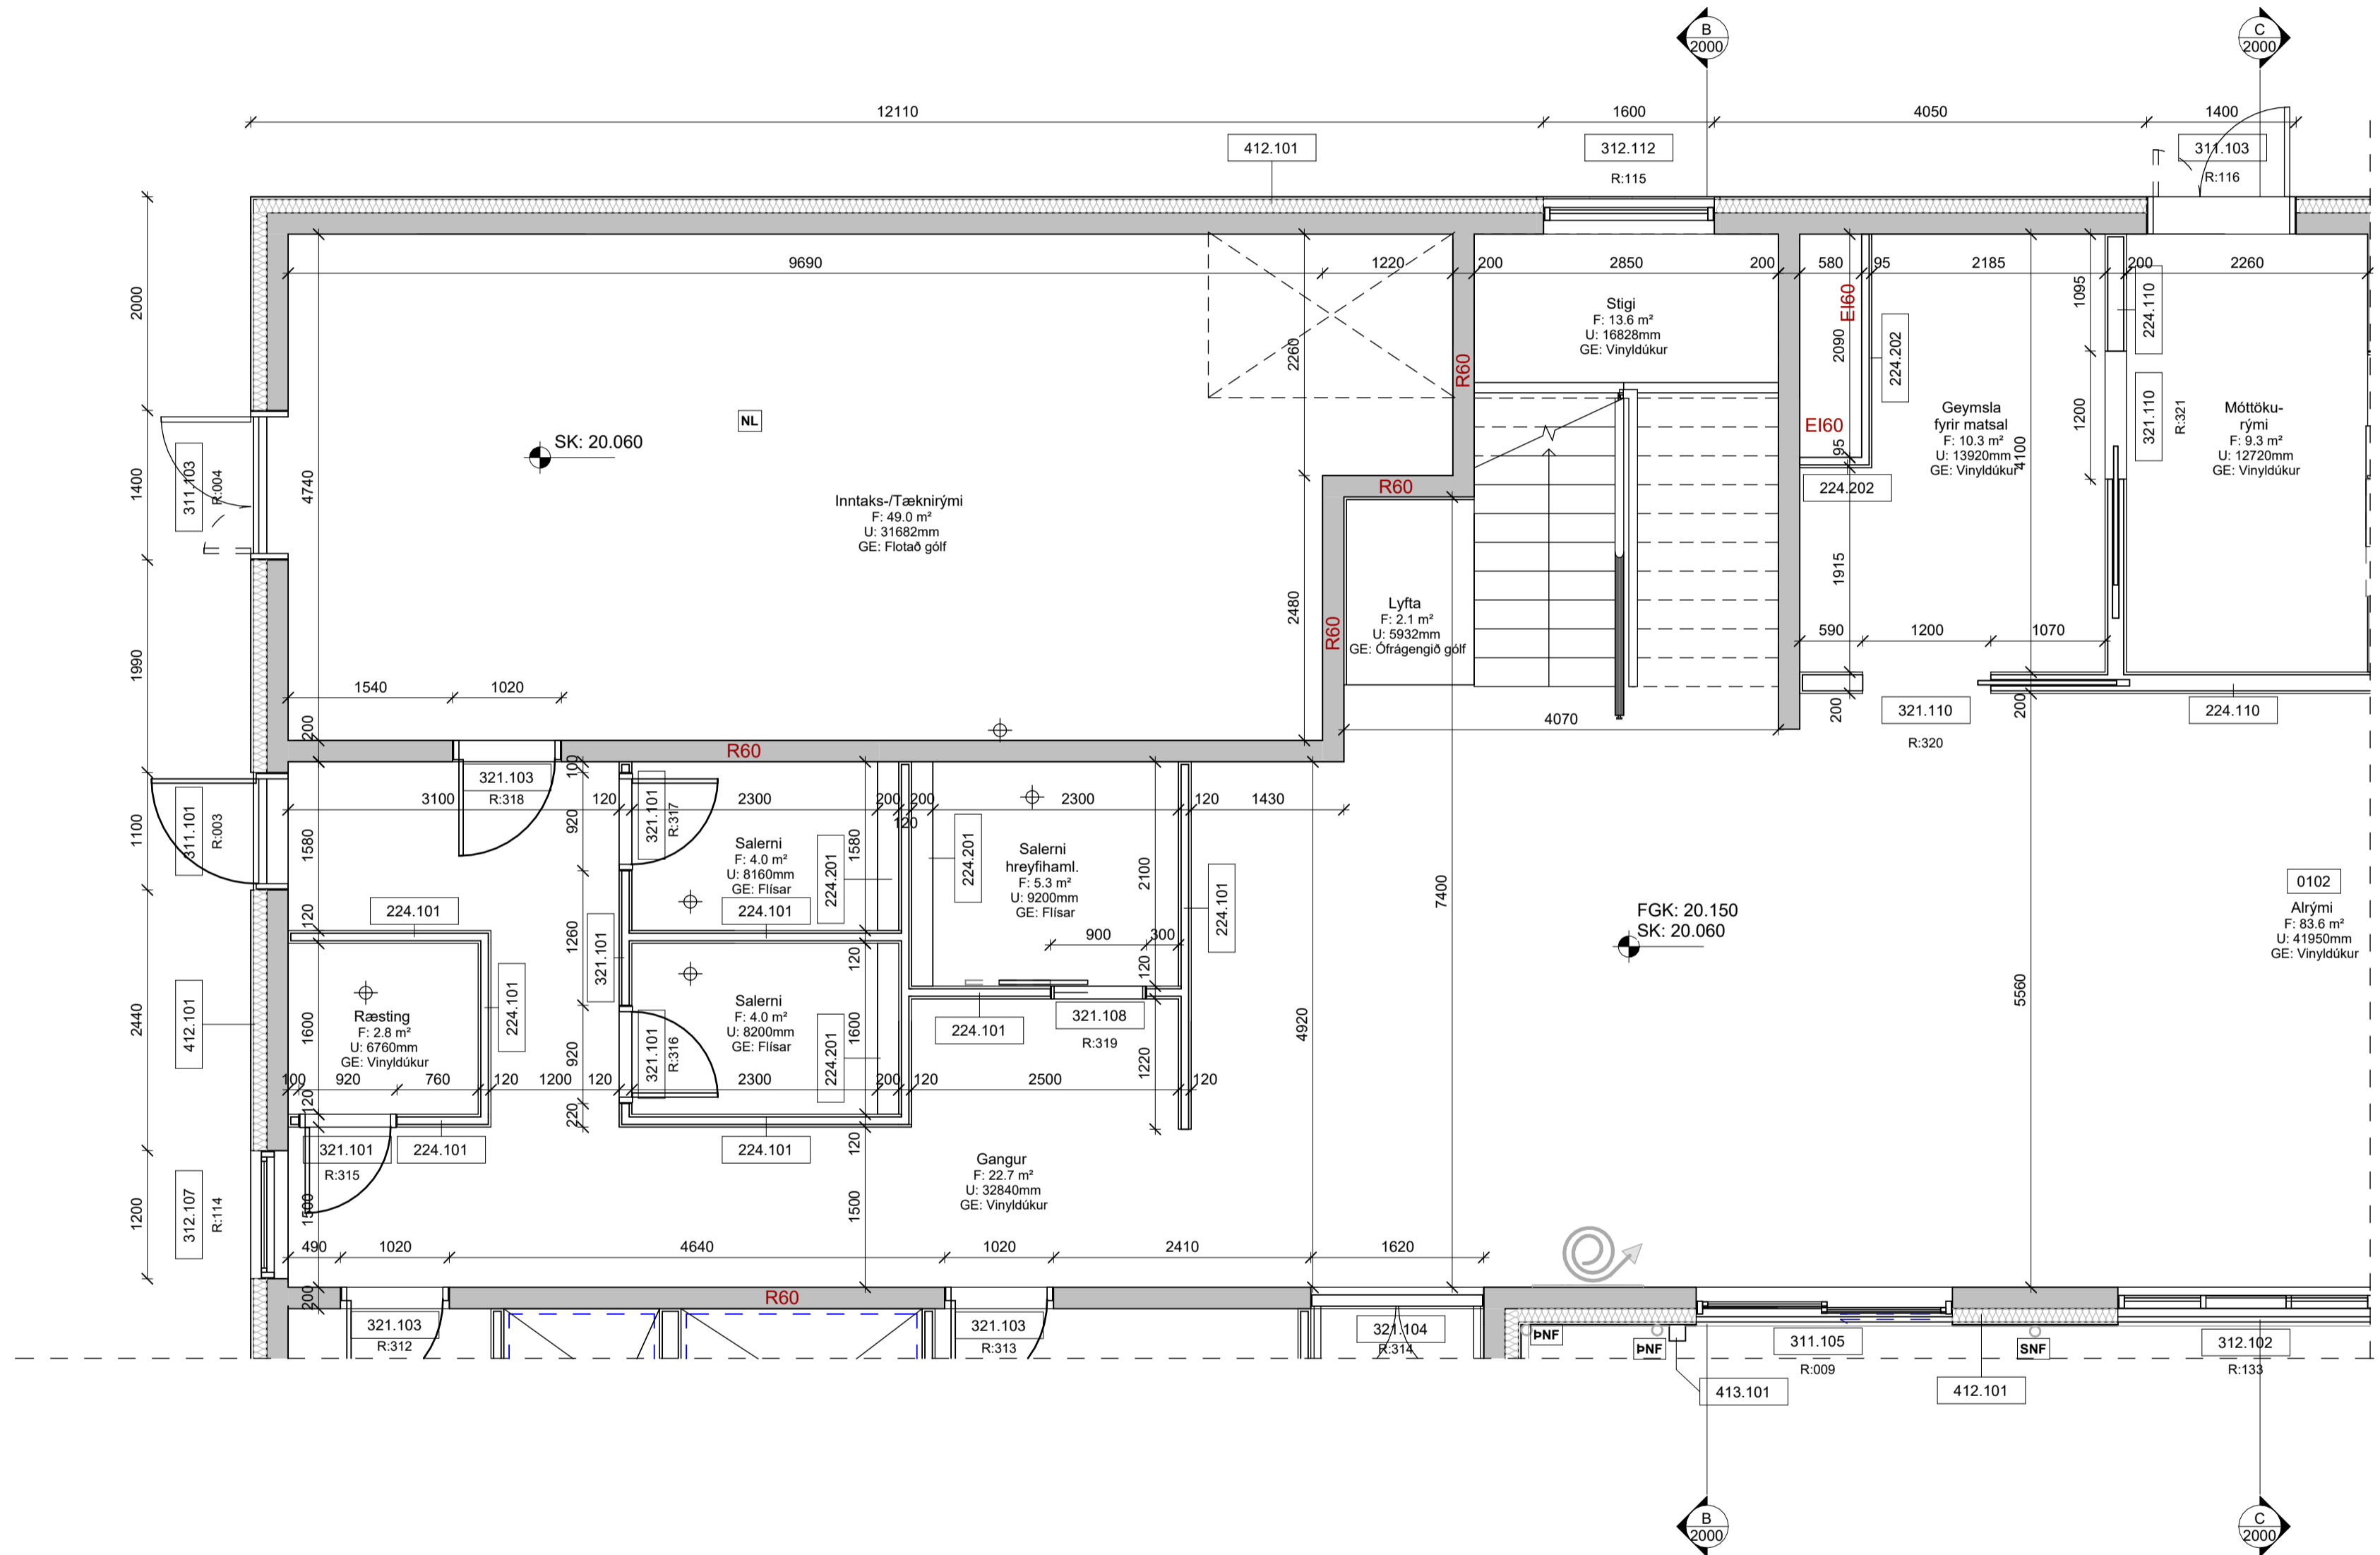 B
2000
C
2000
12110
1600
4050
1400
412.101
312.112
R:115
311.103
R:116
9690
1220
200
2850
200
580
95
2185
200
2260
2000
1400
1990
1100
2440
1200
311.103
R:004
4740
NL
SK: 20.060
Inntaks-/Tæknirými
F: 49.0 m²
U: 31682mm
GE: Flotað gólf
2260
2480
R60
R60
R60
Stigi
F: 13.6 m²
U: 16828mm
GE: Vinyldúkur
EI60
2090
224.202
EI60
95
224.202
1915
Geymsla
fyrir matsal
F: 10.3 m²
U: 13920mm
GE: Vinyldúkur
4100
1095
1200
224.110
321.110
R:321
Móttöku-
rými
F: 9.3 m²
U: 12720mm
GE: Vinyldúkur
Lyfta
F: 2.1 m²
U: 5932mm
GE: Ófrágengið gólf
590
1200
1070
200
321.110
R:320
200
224.110
4070
1540
1020
200
R60
321.103
R:318
3100
120
100
920
321.101
R:317
2300
200
120
200
2300
120
1430
311.101
R:003
1580
120
224.101
1260
321.101
Salerni
F: 4.0 m²
U: 8160mm
GE: Flísar
224.201
1580
224.101
224.201
Salerni
hreyfihaml.
F: 5.3 m²
U: 9200mm
GE: Flísar
2100
224.101
900
300
120
7400
FGK: 20.150
SK: 20.060
0102
Alrými
F: 83.6 m²
U: 41950mm
GE: Vinyldúkur
5560
4920
412.101
1600
Ræsting
F: 2.8 m²
U: 6760mm
GE: Vinyldúkur
224.101
100
920
760
120
1200
120
920
220
321.101
R:316
Salerni
F: 4.0 m²
U: 8200mm
GE: Flísar
120
1600
224.201
2300
200
120
2500
120
224.101
321.108
R:319
1220
120
321.101
R:315
224.101
224.101
120
1500
1500
Gangur
F: 22.7 m²
U: 32840mm
GE: Vinyldúkur
312.107
R:114
490
1020
4640
1020
2410
1620
200
R60
321.103
R:312
321.103
R:313
321.104
R:314
ÞNF
ÞNF
413.101
311.105
R:009
412.101
SNF
312.102
R:133
B
2000
C
2000